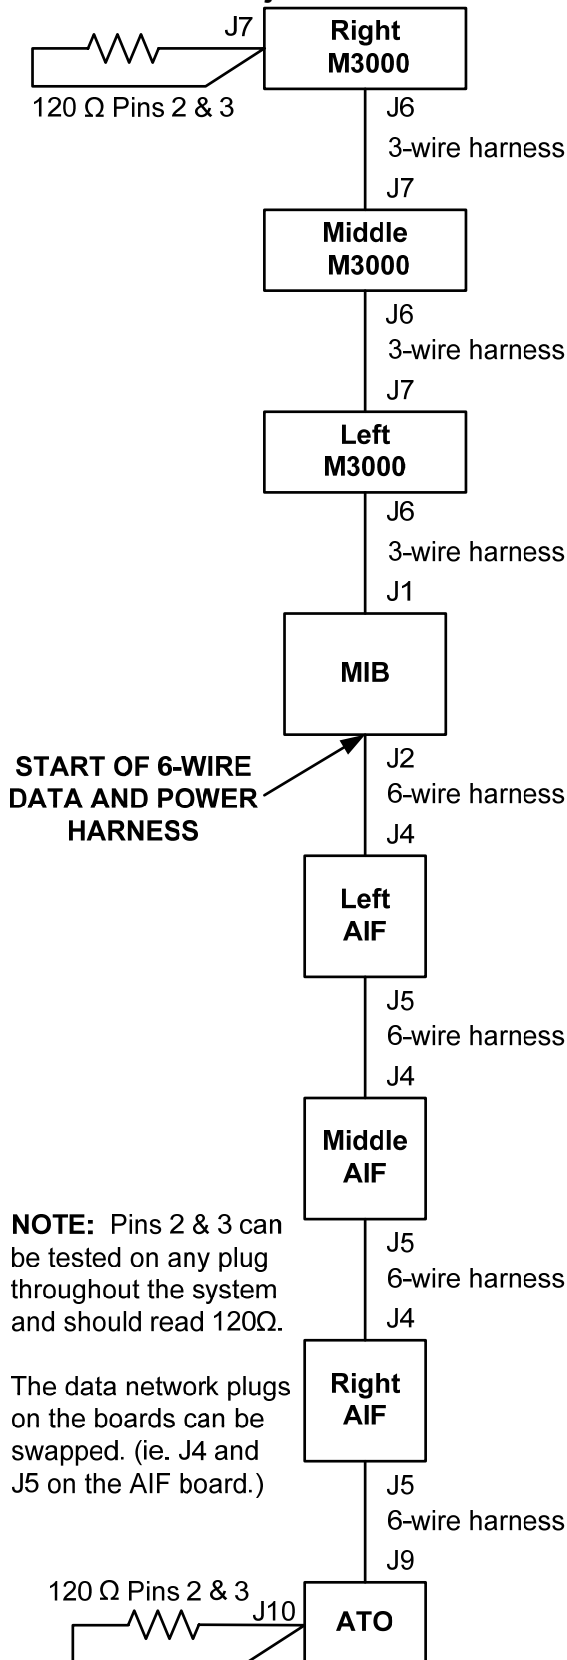 J7
Right
M3000
120 Ω Pins 2 & 3
J6
3-wire harness
J7
Middle
M3000
J6
3-wire harness
J7
Left
M3000
J6
3-wire harness
J1
MIB
START OF 6-WIRE
DATA AND POWER
HARNESS
J2
6-wire harness
J4
Left
AIF
J5
6-wire harness
J4
Middle
AIF
NOTE: Pins 2 & 3 can
be tested on any plug
throughout the system
and should read 120Ω.
J5
6-wire harness
J4
The data network plugs
on the boards can be
swapped. (ie. J4 and
J5 on the AIF board.)
Right
AIF
J5
6-wire harness
J9
120 Ω Pins 2 & 3
J10
ATO